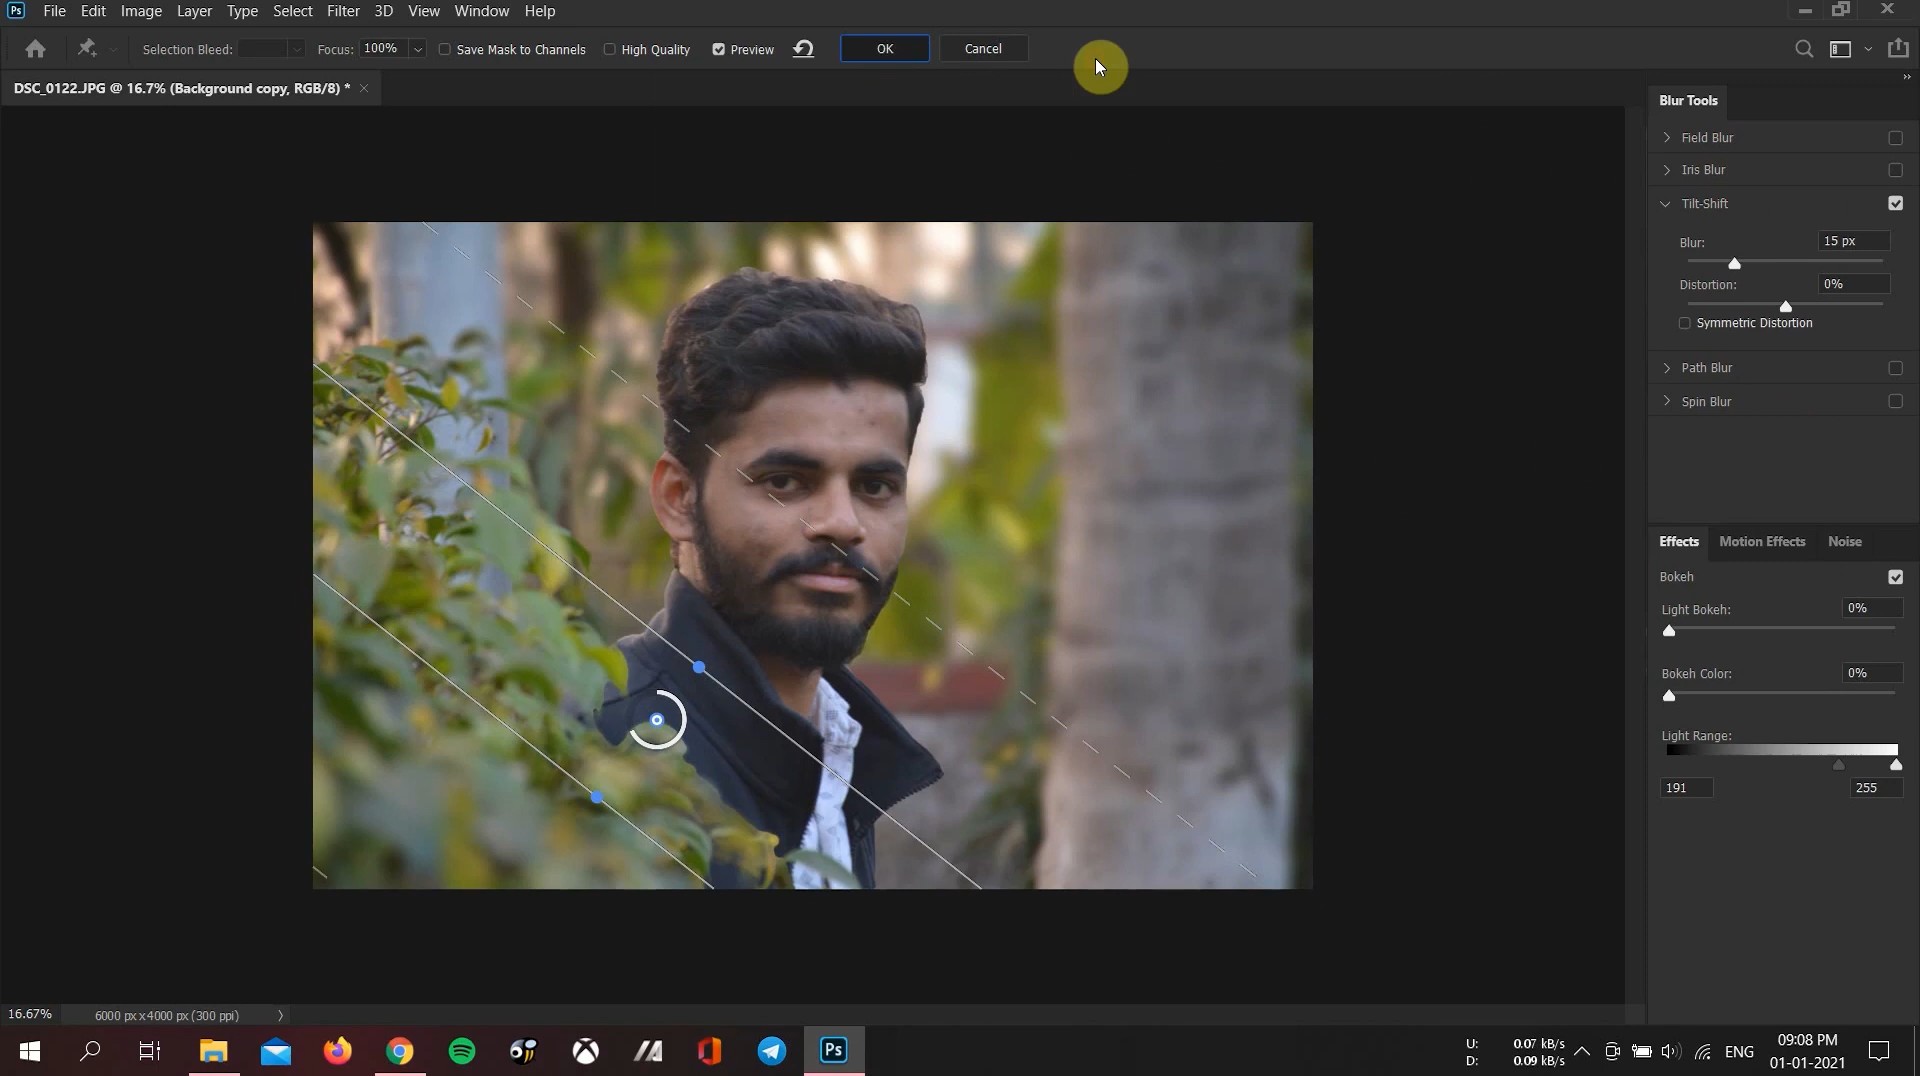 Ps File Edit Image Layer Type Select Filter 3D View Window Help
Selection Bleed: Focus: 100% Save Mask to Channels High Quality Preview OK Cancel
DSC_0122.JPG @ 16.7% (Background copy, RGB/8) * ×
Blur Tools
Field Blur
Iris Blur
Tilt-Shift
Blur: 15 px
Distortion: 0%
Symmetric Distortion
Path Blur
Spin Blur
Effects Motion Effects Noise
Bokeh
Light Bokeh: 0%
Bokeh Color: 0%
Light Range:
191 255
16.67% 6000 px x 4000 px (300 ppi)
Ps
U: 0.07 kB/s
D: 0.09 kB/s
ENG
09:08 PM
01-01-2021